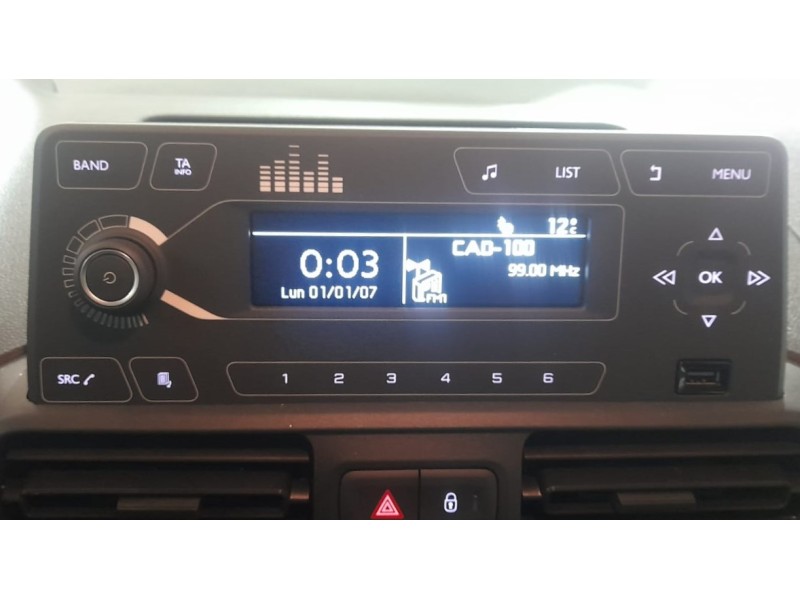 BAND
TA
INFO
LIST
MENU
12°C
CAD-100
99.00 MHz
FM1
0:03
Lun 01/01/07
OK
SRC
1 2 3 4 5 6